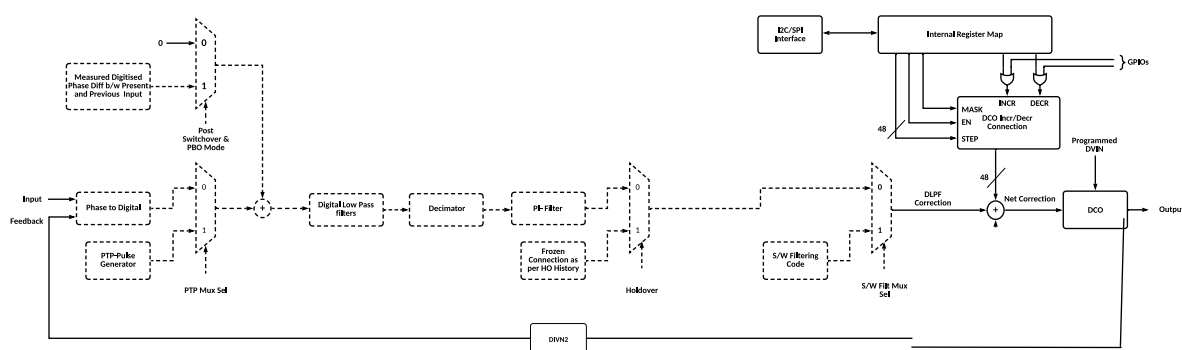 0
0
1
Measured Digitised
Phase Diff b/w Present
and Previous Input
Post
Switchover &
PBO Mode
I2C/SPI
Interface
Internal Register Map
GPIOs
INCR
DECR
MASK
DCO Incr/Decr
Connection
EN
STEP
48
48
Programmed
DVIN
Input
Feedback
Phase to Digital
0
1
PTP-Pulse
Generator
PTP Mux Sel
+
Digital Low Pass
filters
Decimator
PI- Filter
0
1
Frozen
Connection as
per HO History
Holdover
0
1
S/W Filtering
Code
S/W Filt Mux
Sel
DLPF
Correction
+
Net Correction
DCO
Output
DIVN2